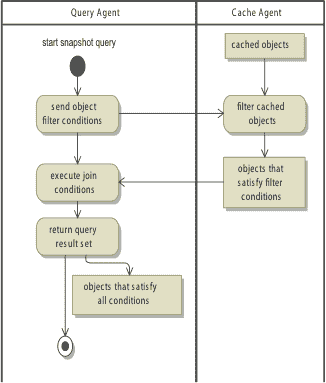 Query Agent
Cache Agent
start snapshot query
cached objects
send object
filter conditions
filter cached
objects
execute join
conditions
objects that
satisfy filter
conditions
return query
result set
objects that satisfy
all conditions